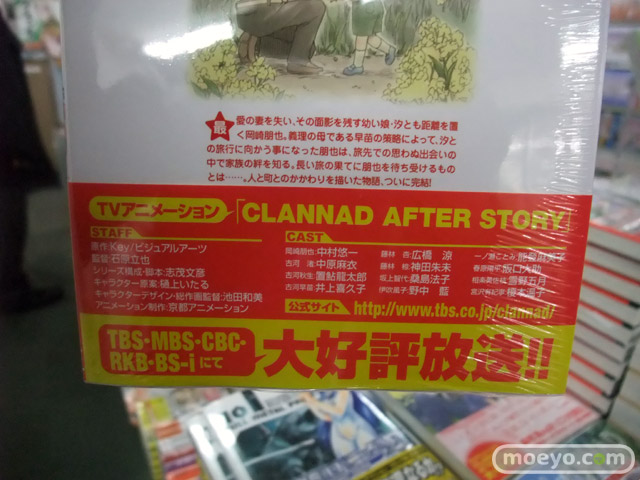 最愛の妻を失い、その面影を残す幼い娘・汐とも距離を置
く岡崎朋也。義理の母である早苗の策略によって、汐と
の旅行に向かう事になった朋也は、旅先での思わぬ出会いの
中で家族の絆を知る。長い旅の果てに朋也を待ち受けるもの
とは……。人と町とのかかわりを描いた物語、ついに完結!
TVアニメーション「CLANNAD AFTER STORY」
STAFF
原作:Key/ビジュアルアーツ
監督:石原立也
シリーズ構成・脚本:志茂文彦
キャラクター原案:樋上いたる
キャラクターデザイン・総作画監督:池田和美
アニメーション制作:京都アニメーション
CAST
岡崎朋也:中村悠一 藤林 杏:広橋 涼 一ノ瀬ことみ:能登麻美子
古河 渚:中原麻衣 藤林 椋:神田朱未 春原陽平:阪口大助
古河秋生:置鮎龍太郎 坂上智代:桑島法子 相楽美佐枝:雪野五月
古河早苗:井上喜久子 伊吹風子:野中 藍 宮沢有紀寧:榎本温子
公式サイト http://www.tbs.co.jp/clannad/
TBS・MBS・CBC・
RKB・BS-iにて
大好評放送!!
moeyo.com